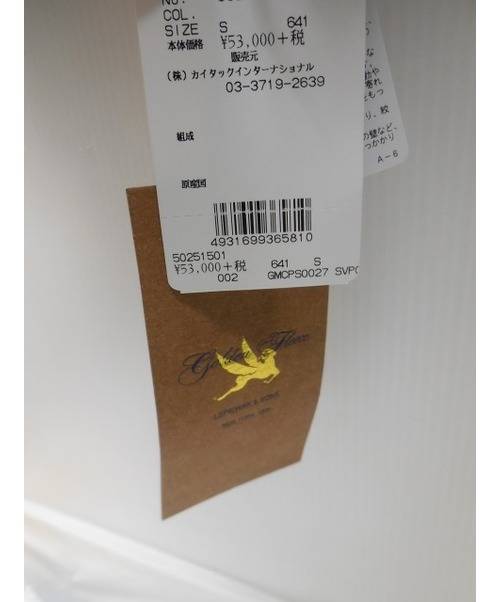 COL.
SIZE S 641
本体価格 ¥53,000+税
販売元
(株)カイタックインターナショナル
03-3719-2639
組成
原産国
4931699365810
50251501
¥53,000+税 641 S
002 GMCPS0027 SVPO
A-6
Golden Fleece